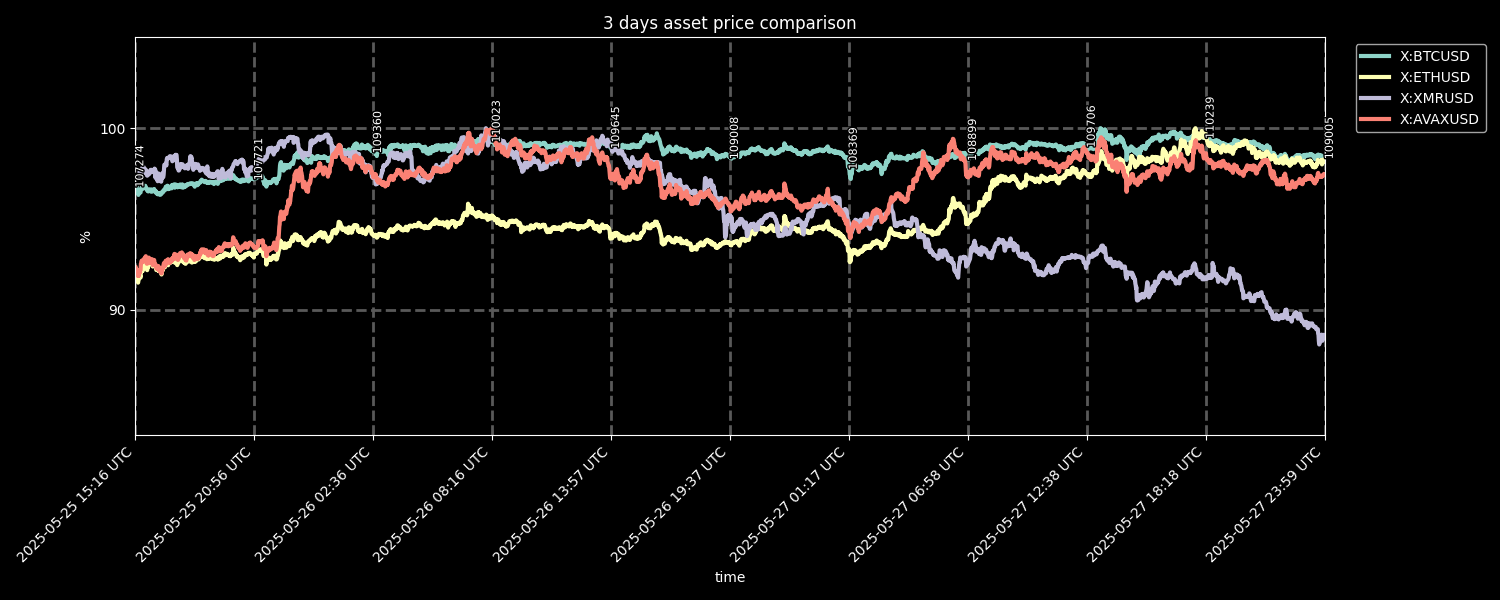 3 days asset price comparison
X:BTCUSD
X:ETHUSD
X:XMRUSD
X:AVAXUSD
100
90
%
107274
107721
109360
110023
109645
109008
108369
108899
109706
110239
109005
2025-05-25 15:16 UTC
2025-05-25 20:56 UTC
2025-05-26 02:36 UTC
2025-05-26 08:16 UTC
2025-05-26 13:57 UTC
2025-05-26 19:37 UTC
2025-05-27 01:17 UTC
2025-05-27 06:58 UTC
2025-05-27 12:38 UTC
2025-05-27 18:18 UTC
2025-05-27 23:59 UTC
time